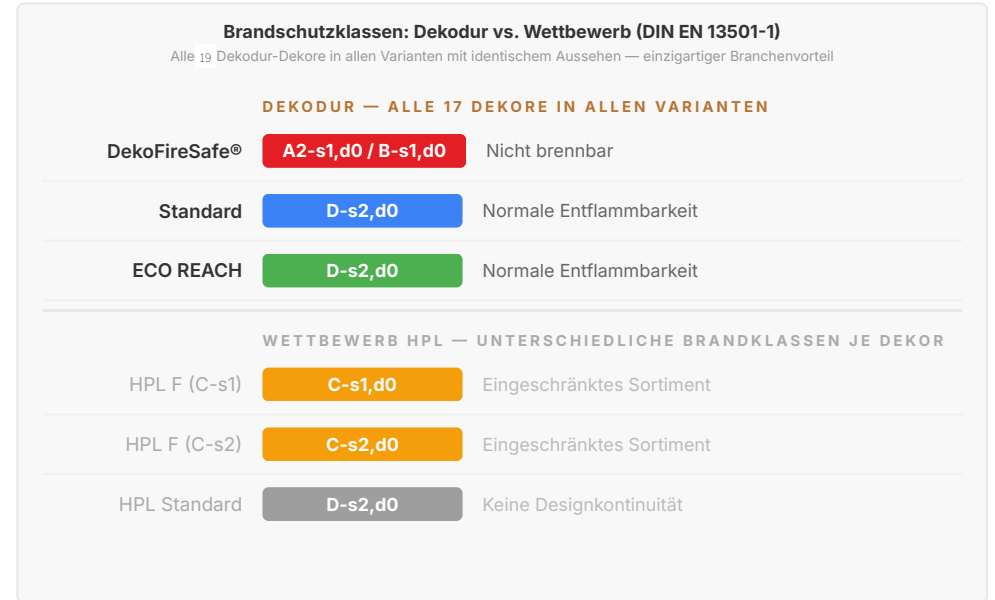 Brandschutzklassen: Dekodur vs. Wettbewerb (DIN EN 13501-1)
Alle 19 Dekodur-Dekore in allen Varianten mit identischem Aussehen — einzigartiger Branchenvorteil
DEKODUR — ALLE 17 DEKORE IN ALLEN VARIANTEN
DekoFireSafe® A2-s1,d0 / B-s1,d0 Nicht brennbar
Standard D-s2,d0 Normale Entflammbarkeit
ECO REACH D-s2,d0 Normale Entflammbarkeit
WETTBEWERB HPL — UNTERSCHIEDLICHE BRANDKLASSEN JE DEKOR
HPL F (C-s1) C-s1,d0 Eingeschränktes Sortiment
HPL F (C-s2) C-s2,d0 Eingeschränktes Sortiment
HPL Standard D-s2,d0 Keine Designkontinuität